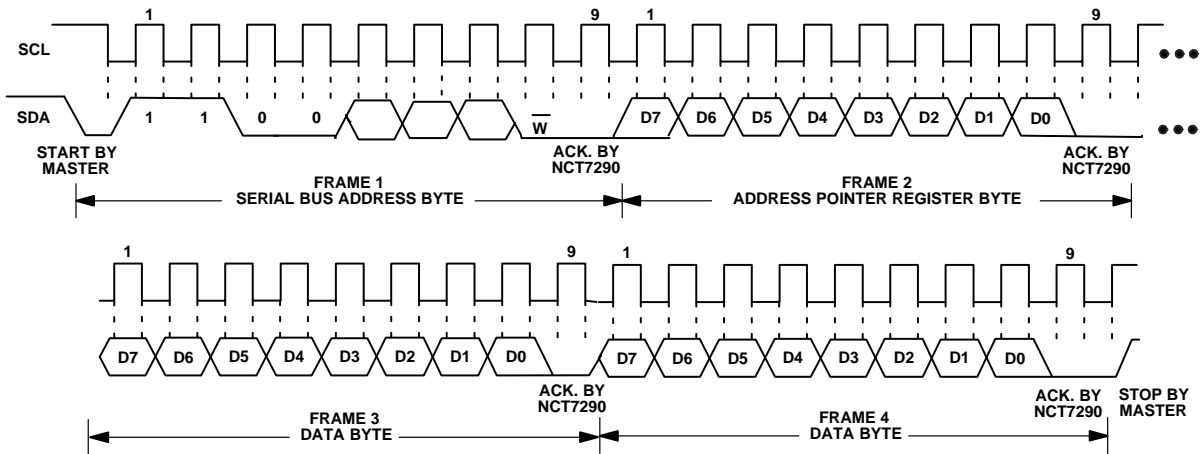 1 9 1 9
SCL
SDA 1 1 0 0 W D7 D6 D5 D4 D3 D2 D1 D0
START BY
MASTER
ACK. BY
NCT7290
ACK. BY
NCT7290
FRAME 1
SERIAL BUS ADDRESS BYTE
FRAME 2
ADDRESS POINTER REGISTER BYTE
1 9 1 9
D7 D6 D5 D4 D3 D2 D1 D0 D7 D6 D5 D4 D3 D2 D1 D0
ACK. BY
NCT7290
ACK. BY
NCT7290
STOP BY
MASTER
FRAME 3
DATA BYTE
FRAME 4
DATA BYTE